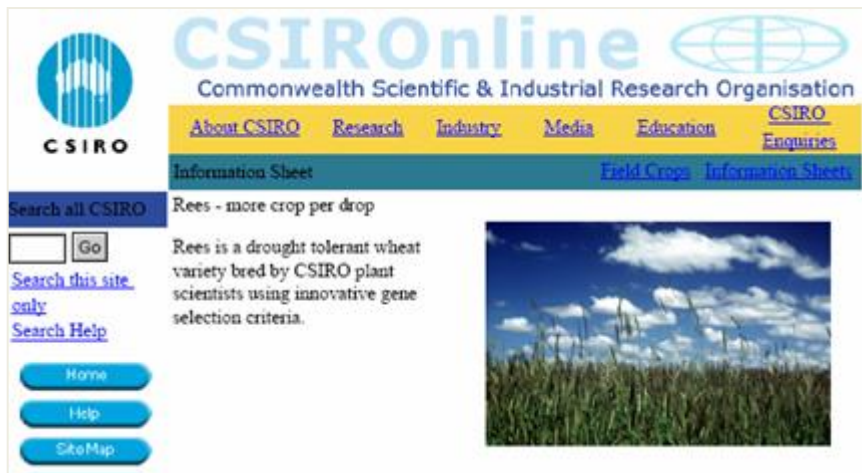 CSIROnline
Commonwealth Scientific & Industrial Research Organisation
CSIRO
About CSIRO Research Industry Media Education CSIRO
Enquiries
Information Sheet Field Crops Information Sheets
Search all CSIRO
Go
Search this site
only
Search Help
Home
Help
SiteMap
Rees - more crop per drop
Rees is a drought tolerant wheat
variety bred by CSIRO plant
scientists using innovative gene
selection criteria.